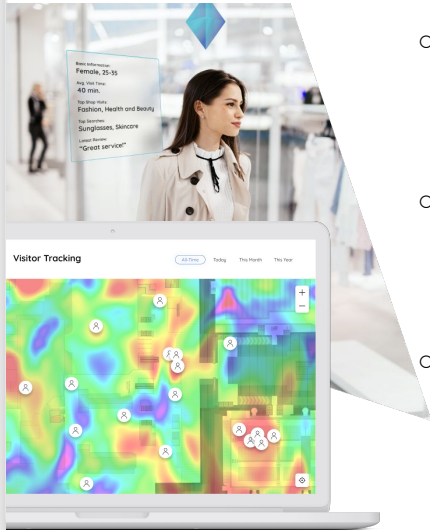 Basic Information:
Female, 25-35
Avg. Visit Time:
40 min.
Top Shop Visits:
Fashion, Health and Beauty
Top Searches:
Sunglasses, Skincare
Latest Review:
"Great service!"
Visitor Tracking
All Time Today This Month This Year